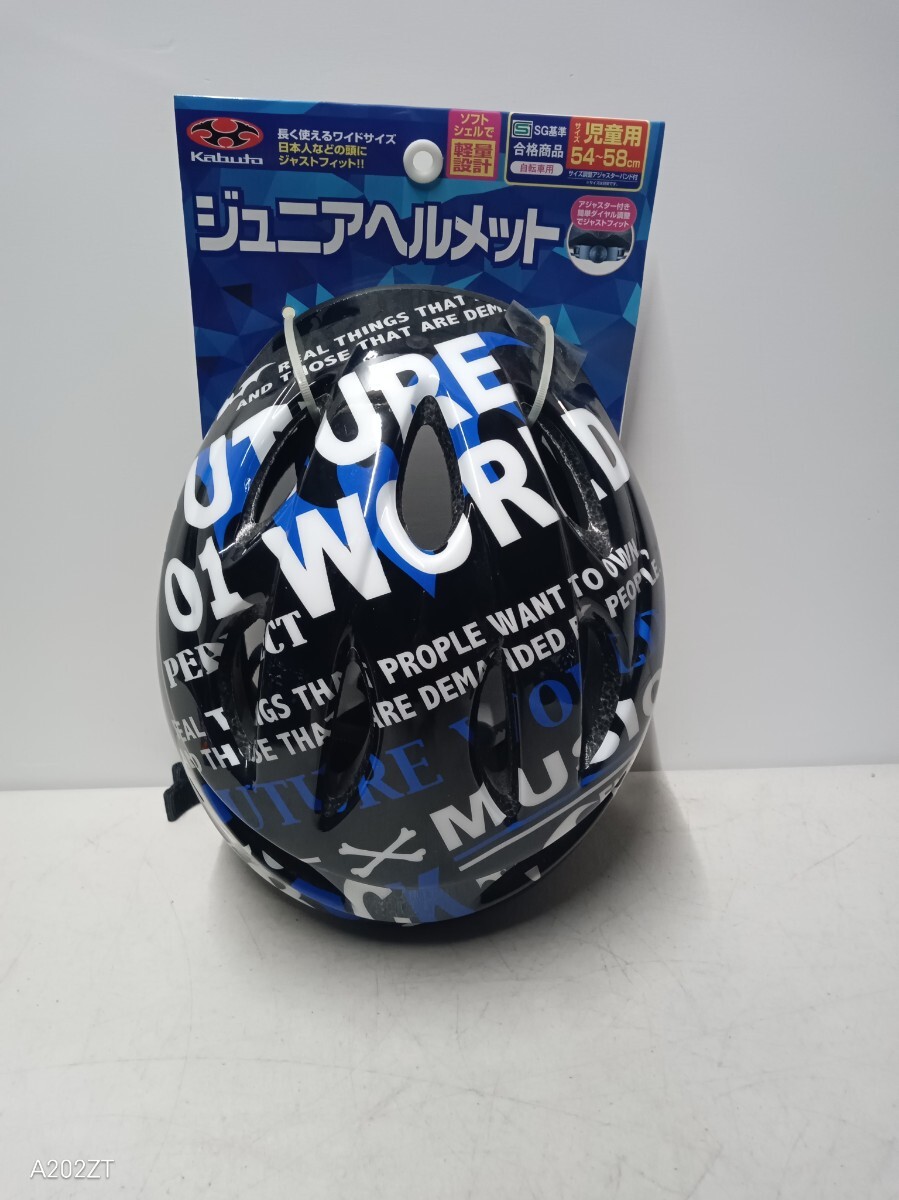 Kabuto
長く使えるワイドサイズ
日本人などの頭に
ジャストフィット!!
ソフト
シェルで
軽量
設計
SG基準
合格商品
自転車用
サイズ
児童用
54~58cm
サイズ調整アジャスターバンド付
ジュニアヘルメット
アジャスター付き
簡単ダイヤル調整
でジャストフィット
REAL THINGS THAT
AND THOSE THAT ARE
UTURE
01 WORLD
PROPLE WANT TO OWN
ARE DEMANDED PEOPLE
AND THOSE THAT
FUTURE WORLD
MUSIC
A202ZT